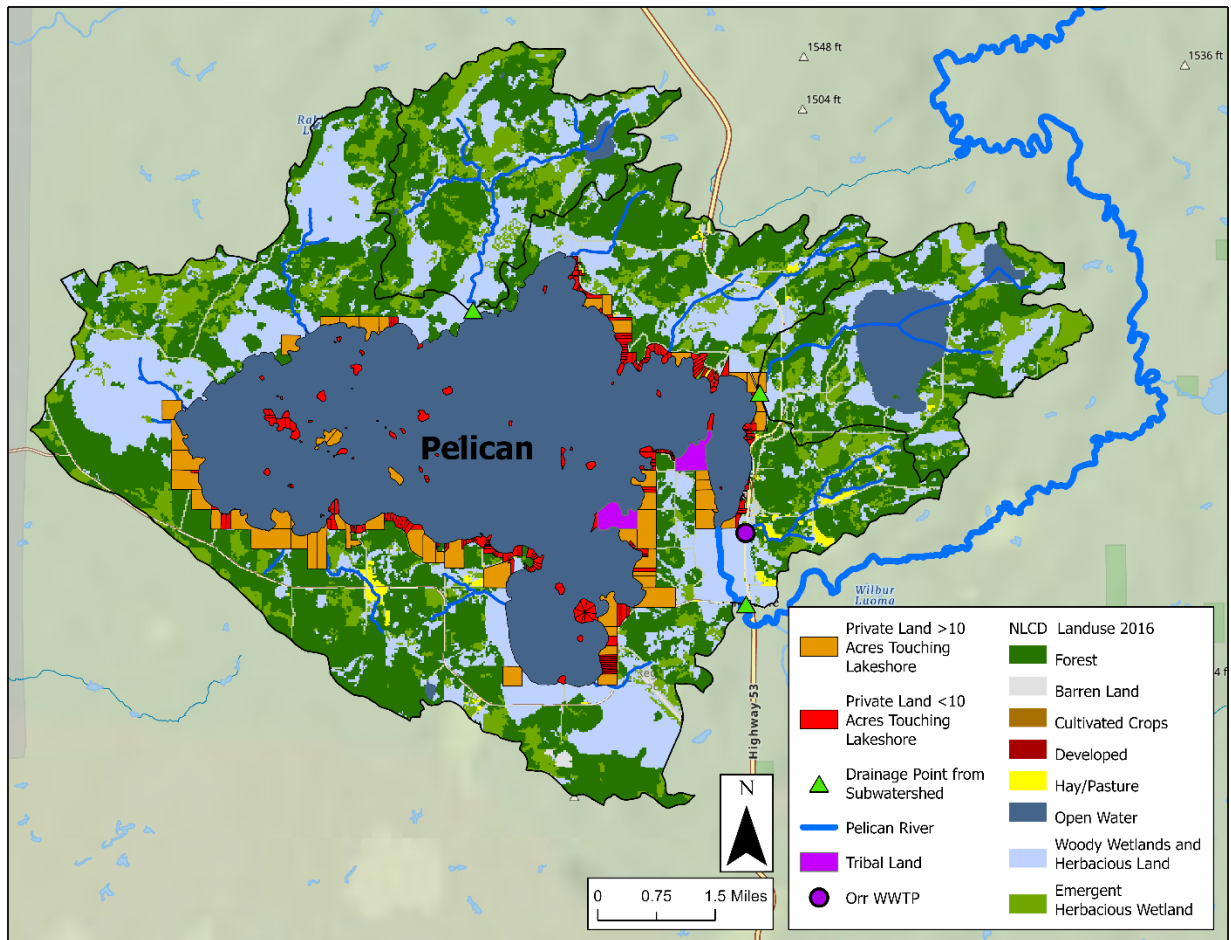 1548 ft
1536 ft
1504 ft
Pelican
Wilbur
Luoma
Highway 53
Private Land >10
Acres Touching
Lakeshore
Private Land <10
Acres Touching
Lakeshore
Drainage Point from
Subwatershed
Pelican River
Tribal Land
Orr WWTP
NLCD Landuse 2016
Forest
Barren Land
Cultivated Crops
Developed
Hay/Pasture
Open Water
Woody Wetlands and
Herbacious Land
Emergent
Herbacious Wetland
N
0 0.75 1.5 Miles